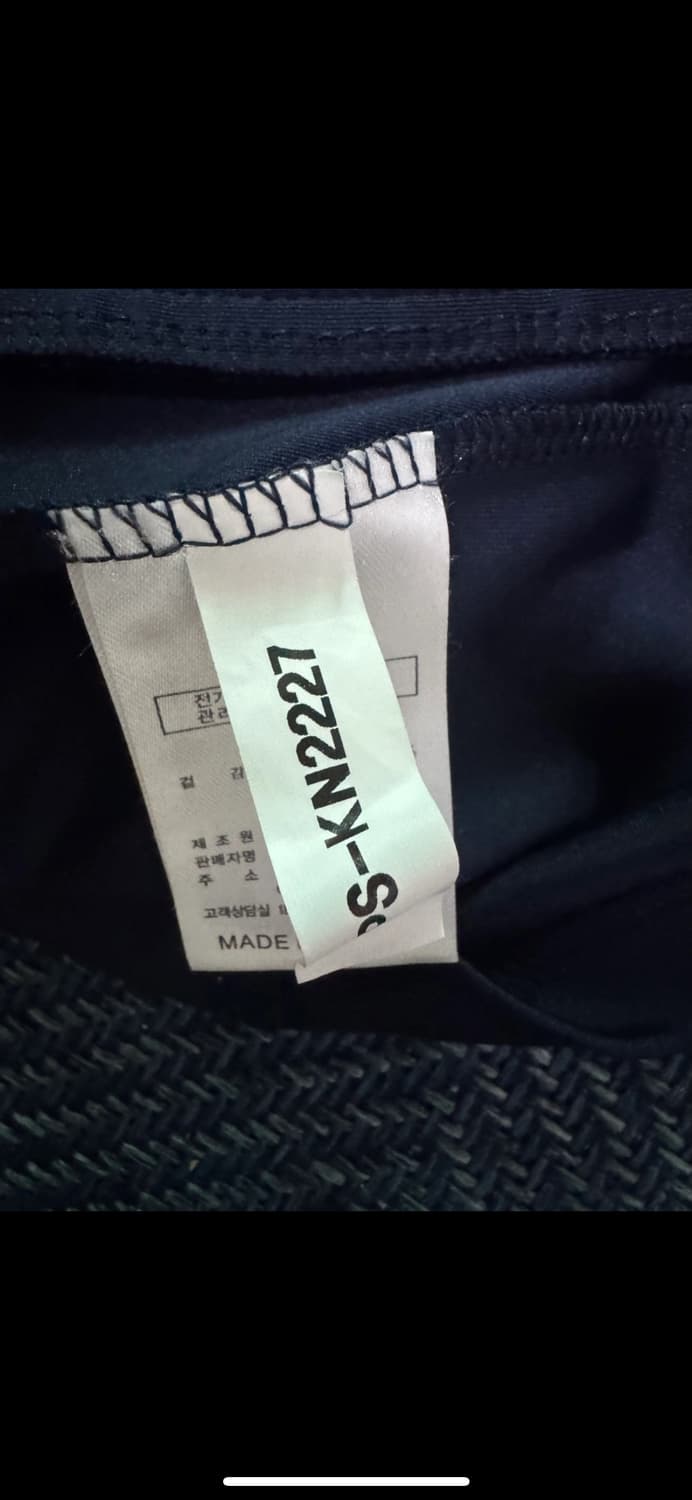 S-KN2227
전기
관리
겉 감
제 조 원
판매자명
주 소
고객상담실
MADE